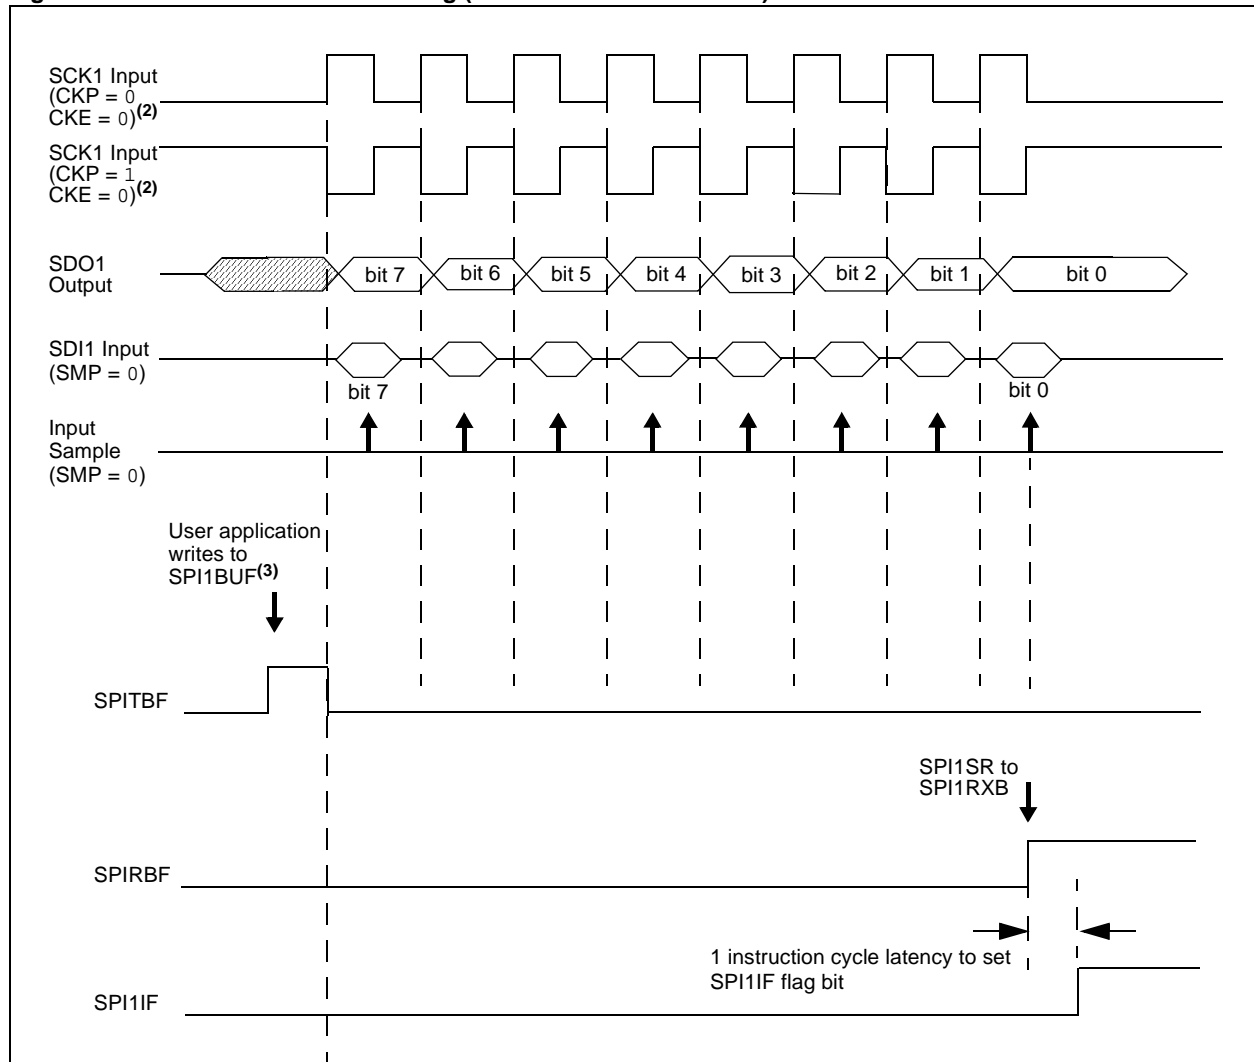 SCK1 Input
(CKP = 0
CKE = 0)(2)
SCK1 Input
(CKP = 1
CKE = 0)(2)
SDO1
Output
bit 7
bit 6
bit 5
bit 4
bit 3
bit 2
bit 1
bit 0
SDI1 Input
(SMP = 0)
bit 7
bit 0
Input
Sample
(SMP = 0)
User application
writes to
SPI1BUF(3)
SPITBF
SPI1SR to
SPI1RXB
SPIRBF
1 instruction cycle latency to set
SPI1IF flag bit
SPI1IF